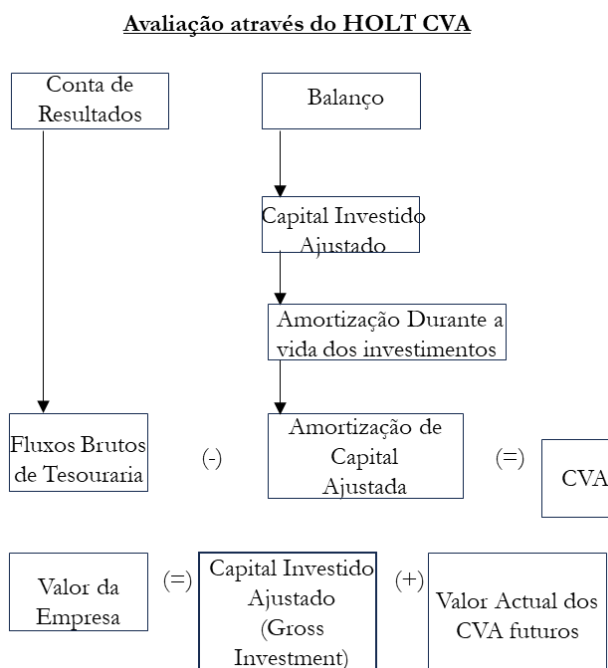 Avaliação através do HOLT CVA
Conta de
Resultados
Balanço
Capital Investido
Ajustado
Amortização Durante a
vida dos investimentos
Fluxos Brutos
de Tesouraria
(-)
Amortização de
Capital
Ajustada
(=)
CVA
Valor da
Empresa
(=)
Capital Investido
Ajustado
(Gross
Investment)
(+)
Valor Actual dos
CVA futuros